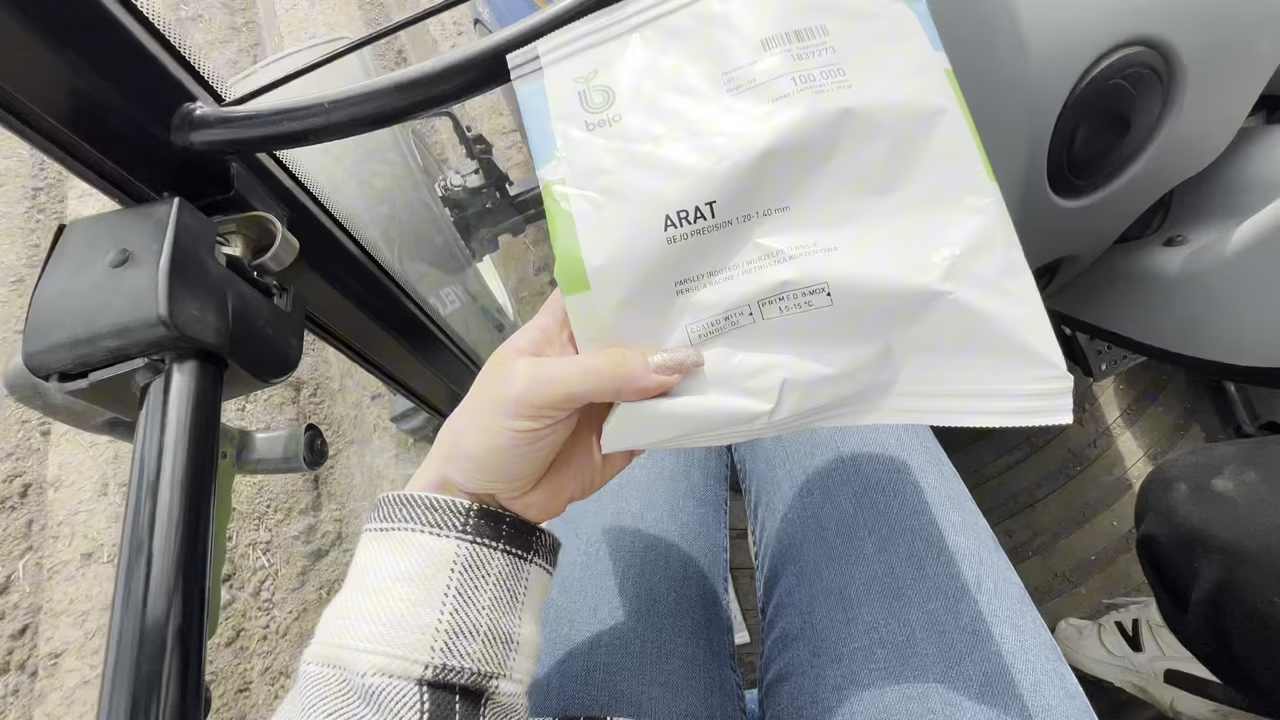 bejo
1837273
100.000
ARAT
BEJO PRECISION 1.20-1.40 mm
PARSLEY (ROOTED) / WURZELPETERSILIE
PERSIL A RACINE / PIETRUSZKA KORZENIOWA
COATED WITH
FUNGICIDE
PRIMED B-MOX
5-15 °C